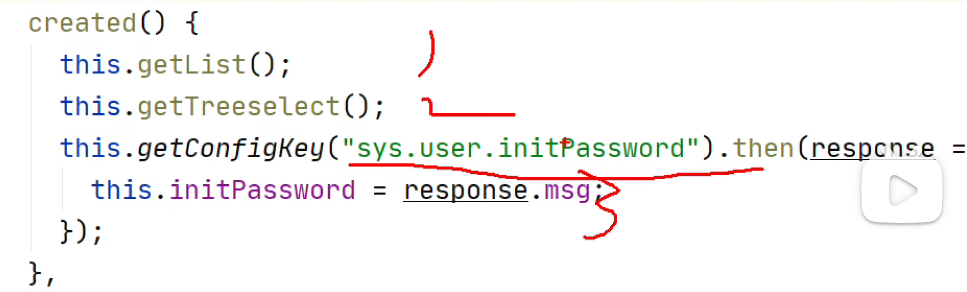 created() {
this.getList();
this.getTreeselect();
this.getConfigKey("sys.user.initPassword").then(response =
this.initPassword = response.msg;
});
},